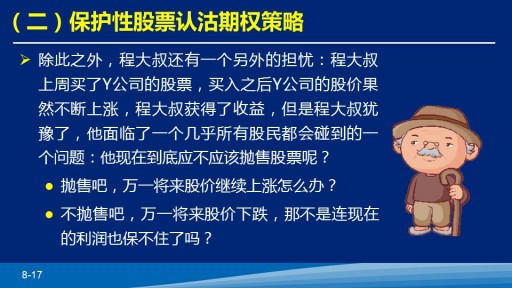 （二）保护性股票认沽期权策略
除此之外，程大叔还有一个另外的担忧：程大叔
上周买了Y公司的股票，买入之后Y公司的股价果
然不断上涨，程大叔获得了收益，但是程大叔犹
豫了，他面临了一个几乎所有股民都会碰到的一
个问题：他现在到底应不应该抛售股票呢？
抛售吧，万一将来股价继续上涨怎么办？
不抛售吧，万一将来股价下跌，那不是连现在
的利润也保不住了吗？
8-17